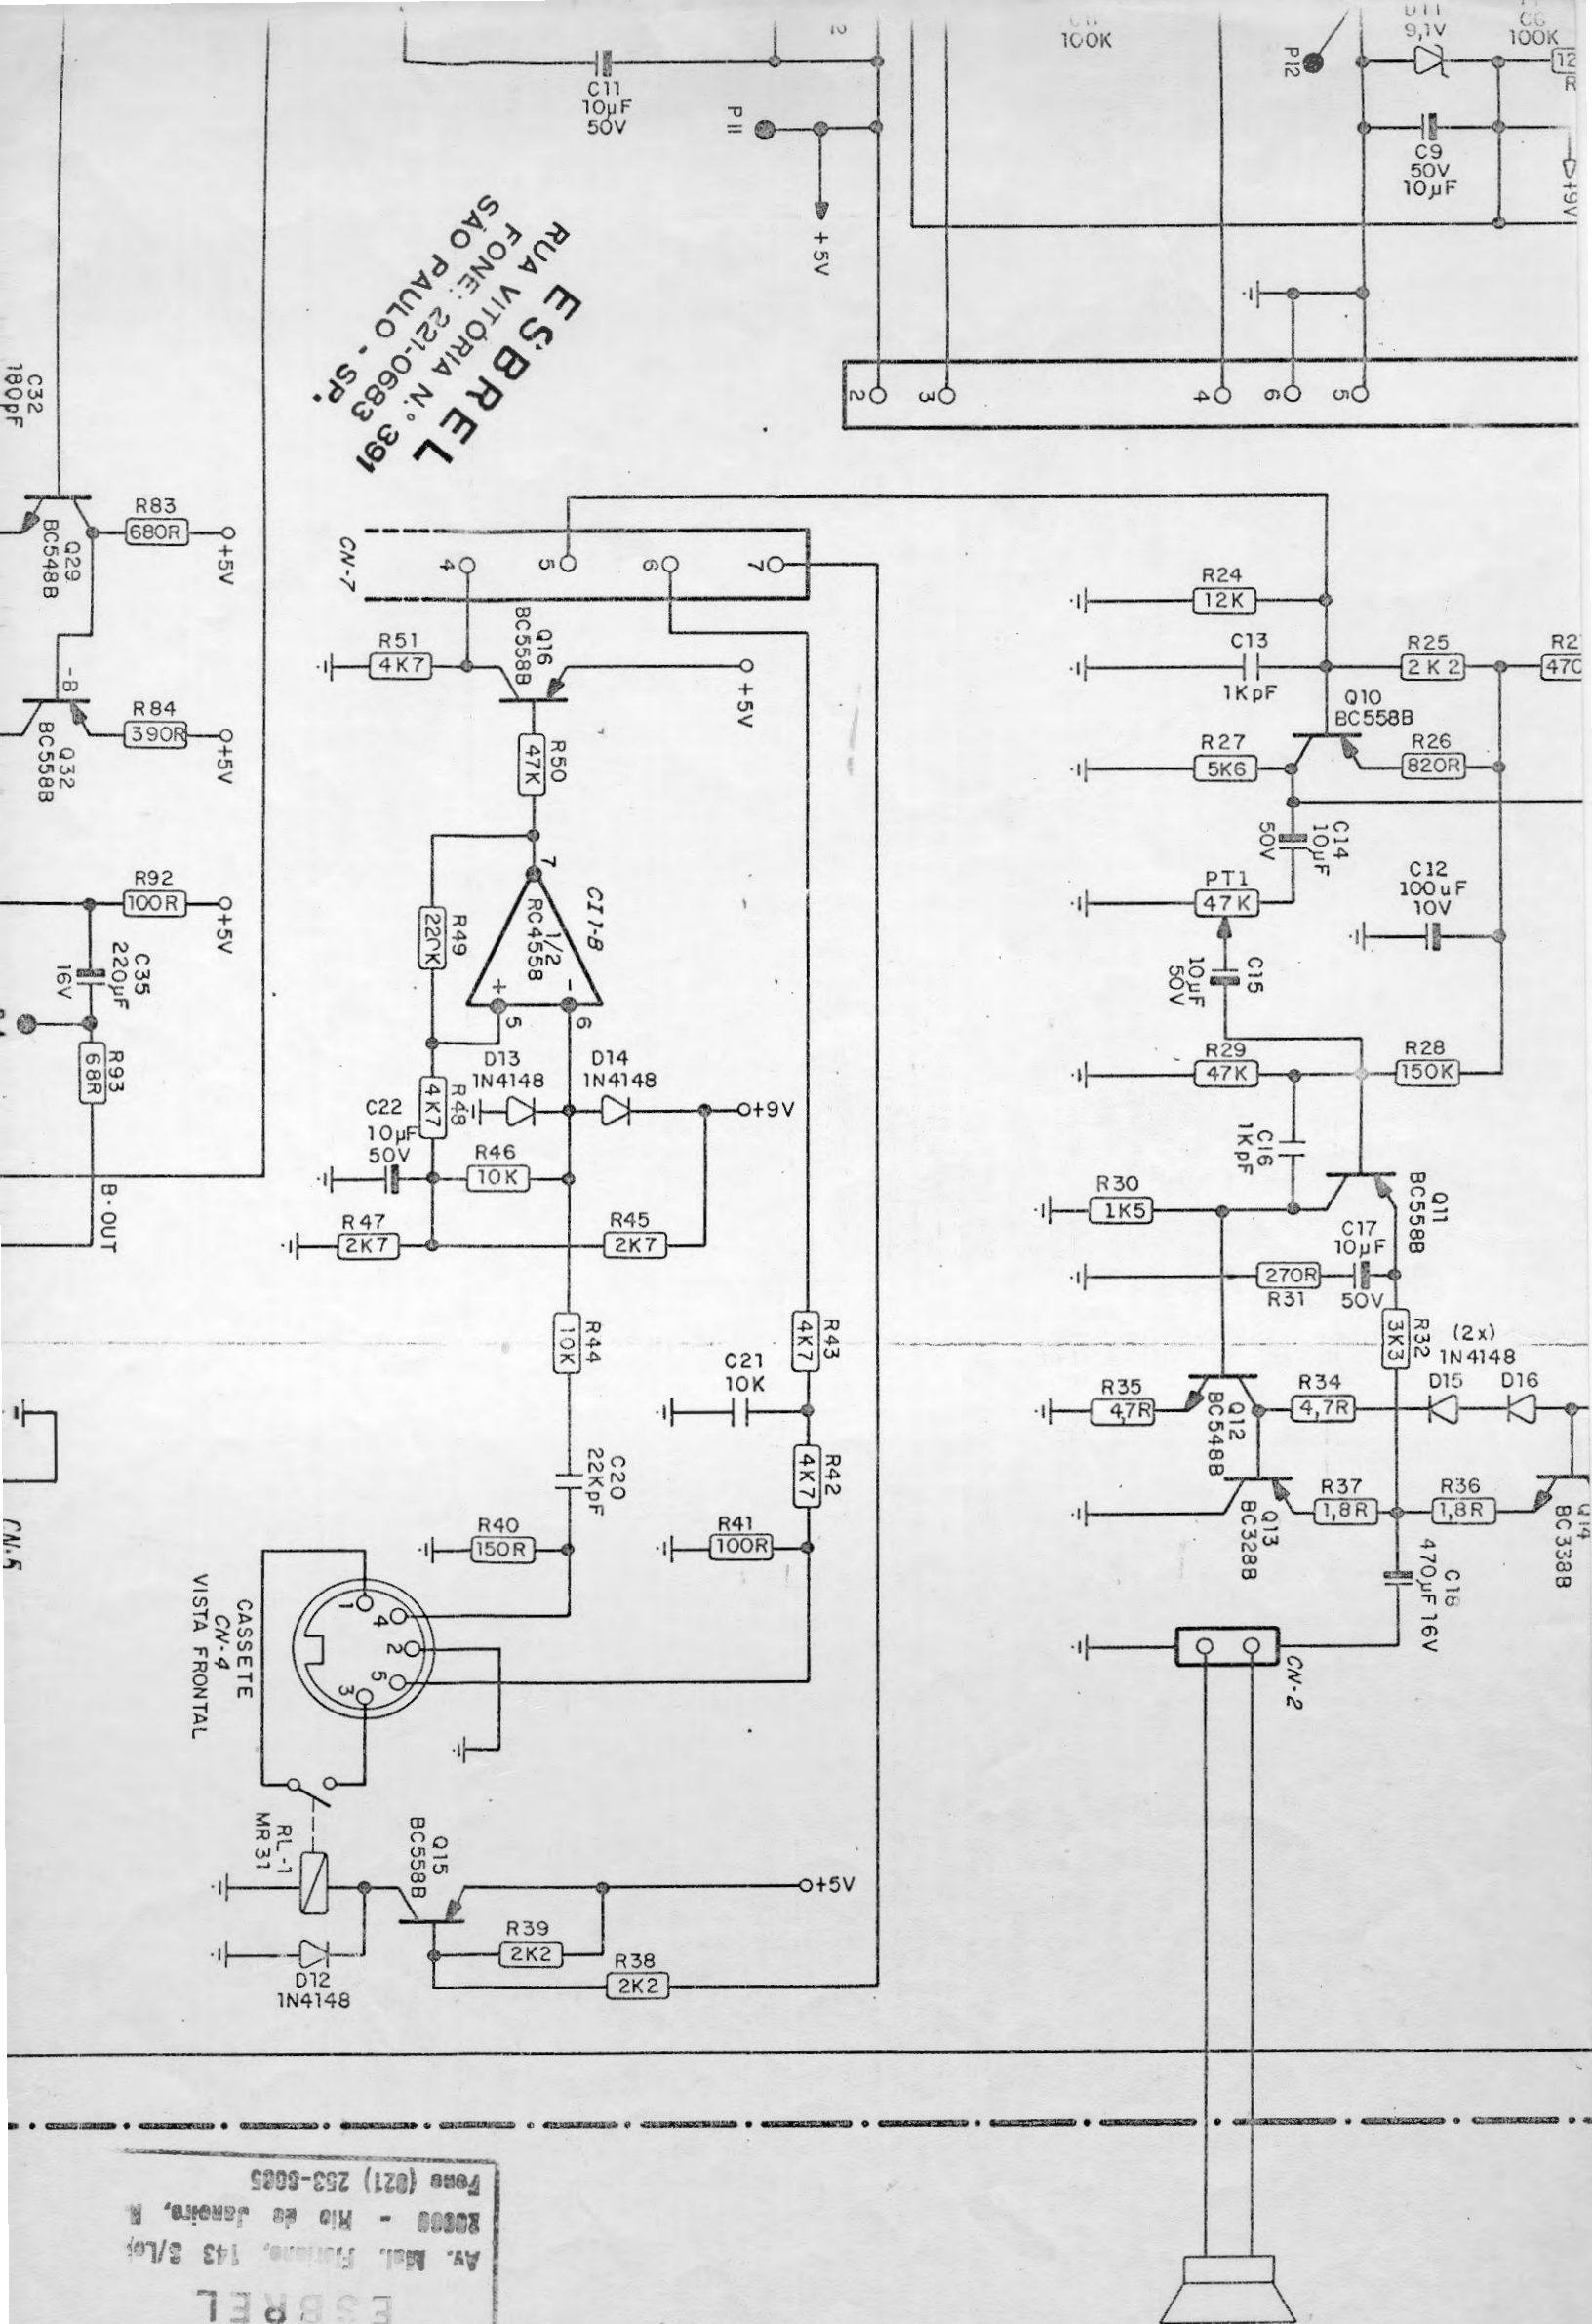 C11
10µF
50V
P11
+5V
100K
P12
9,1V
C6
100K
C9
50V
10µF
+9V
ESBREL
RUA VITÓRIA N.º 391
FONE: 221-0683
SÃO PAULO - SP.
2
3
4
6
5
C32
180pF
R83
680R
+5V
Q29
BC548B
-B
R84
390R
+5V
Q32
BC558B
R92
100R
+5V
C35
220µF
16V
R93
68R
B-OUT
CN-7
4
5
6
7
R51
4K7
Q16
BC558B
+5V
R50
47K
7
CI1-B
1/2
RC4558
+
-
5
6
R49
220K
D13
1N4148
D14
1N4148
+9V
R48
4K7
C22
10µF
50V
R46
10K
R47
2K7
R45
2K7
R44
10K
R43
4K7
C21
10K
R42
4K7
C20
22KpF
R40
150R
R41
100R
1
4
2
5
3
CASSETE
CN-4
VISTA FRONTAL
RL-1
MR31
Q15
BC558B
+5V
R39
2K2
R38
2K2
D12
1N4148
R24
12K
C13
1KpF
R25
2K2
Q10
BC558B
R27
5K6
R26
820R
C14
10µF
50V
PT1
47K
C12
100uF
10V
C15
10µF
50V
R29
47K
R28
150K
C16
1KpF
R30
1K5
Q11
BC558B
C17
10µF
50V
270R
R31
R32
3K3
(2x)
1N4148
D15
D16
R35
47R
Q12
BC548B
R34
4,7R
R37
1,8R
R36
1,8R
Q13
BC328B
Q14
BC338B
C18
470µF 16V
CN-2
ESBREL
Av. Mal. Floriano, 143 S/Loj
- Rio de Janeiro, R
Fone (021) 253-8005